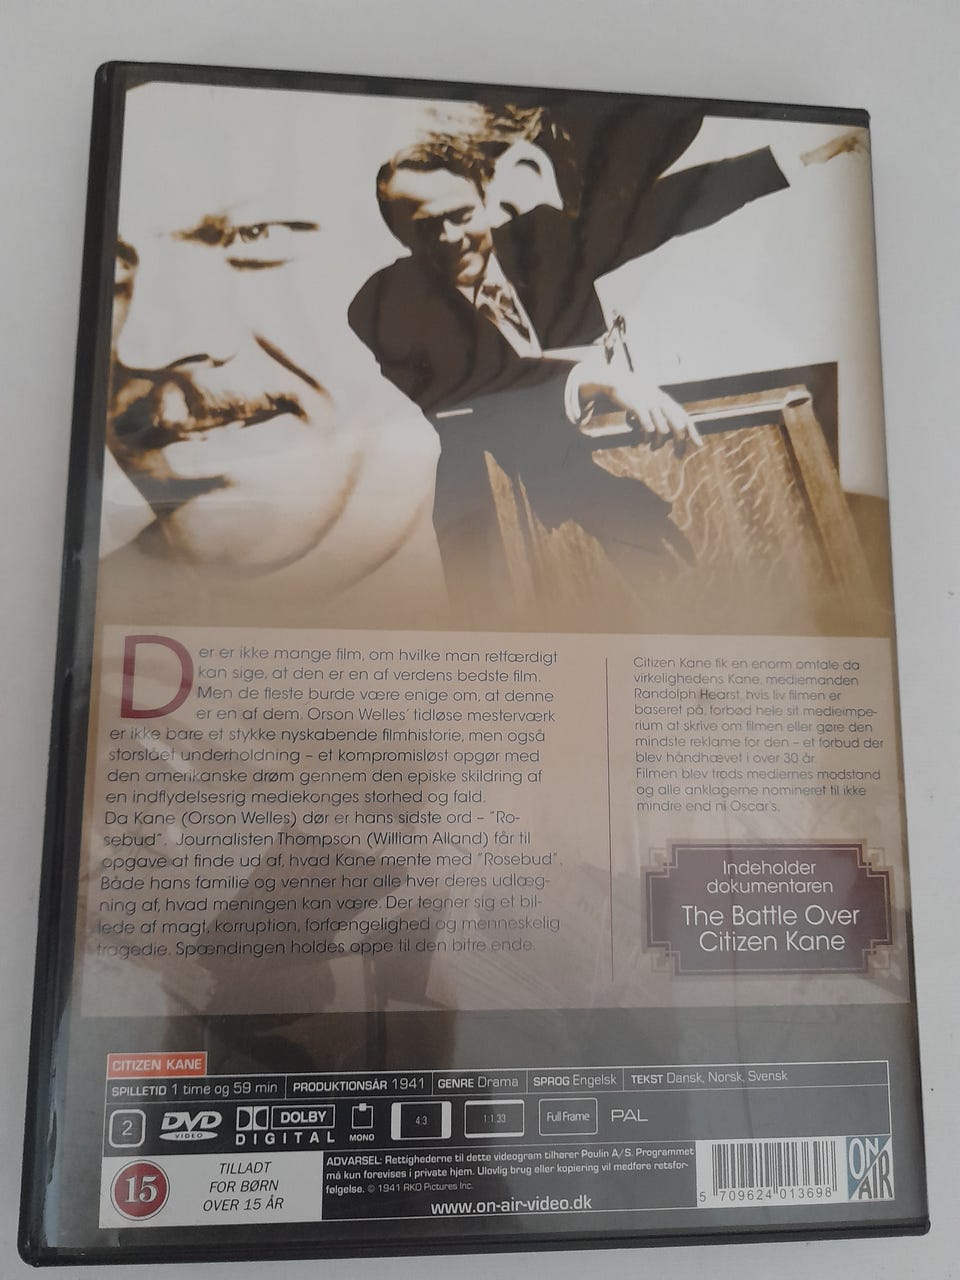 Der er ikke mange film, om hvilke man retfærdigt
kan sige, at den er en af verdens bedste film.
Men de fleste burde være enige om, at denne
er en af dem. Orson Welles' tidløse mesterværk
er ikke bare et stykke nyskabende filmhistorie, men også
storslået underholdning – et kompromisløst opgør med
den amerikanske drøm gennem den episke skildring af
en indflydelsesrig mediekonges storhed og fald.
Da Kane (Orson Welles) dør er hans sidste ord – "Ro-
sebud". Journalisten Thompson (William Alland) får til
opgave at finde ud af, hvad Kane mente med "Rosebud".
Både hans familie og venner har alle hver deres udlæg-
ning af, hvad meningen kan være. Der tegner sig et bil-
lede af magt, korruption, forfængelighed og menneskelig
tragedie. Spændingen holdes oppe til den bitre ende.
Citizen Kane fik en enorm omtale da
virkelighedens Kane, mediemanden
Randolph Hearst, hvis liv filmen er
baseret på, forbød hele sit medieimpe-
rium at skrive om filmen eller gøre den
mindste reklame for den – et forbud der
blev håndhævet i over 30 år.
Filmen blev trods mediernes modstand
og alle anklagerne nomineret til ikke
mindre end ni Oscar's.
Indeholder
dokumentaren
The Battle Over
Citizen Kane
CITIZEN KANE
SPILLETID 1 time og 59 min PRODUKTIONSÅR 1941 GENRE Drama SPROG Engelsk TEKST Dansk, Norsk, Svensk
2 DVD VIDEO DOLBY DIGITAL MONO 4:3 1:1.33 Full Frame PAL
15
TILLADT
FOR BØRN
OVER 15 ÅR
ADVARSEL: Rettighederne til dette videogram tilhører Poulin A/S. Programmet
må kun forevises i private hjem. Ulovlig brug eller kopiering vil medføre retsfor-
følgelse. © 1941 RKO Pictures Inc.
www.on-air-video.dk
5 709624 013698
ON AIR